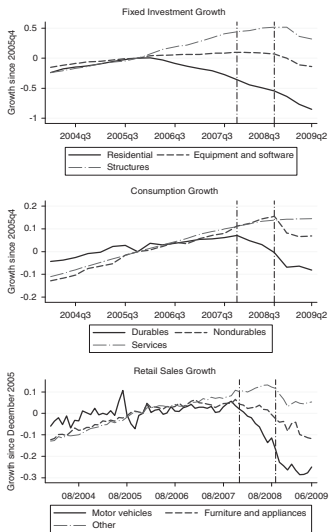 Fixed Investment Growth
Growth since 2005q4
0.5
0
-0.5
-1
2004q3 2005q3 2006q3 2007q3 2008q3 2009q2
Residential Equipment and software
Structures
Consumption Growth
Growth since 2005q4
0.2
0.1
0
-0.1
-0.2
2004q3 2005q3 2006q3 2007q3 2008q3 2009q2
Durables Nondurables
Services
Retail Sales Growth
Growth since December 2005
0.1
0
-0.1
-0.2
-0.3
08/2004 08/2005 08/2006 08/2007 08/2008 06/2009
Motor vehicles Furniture and appliances
Other